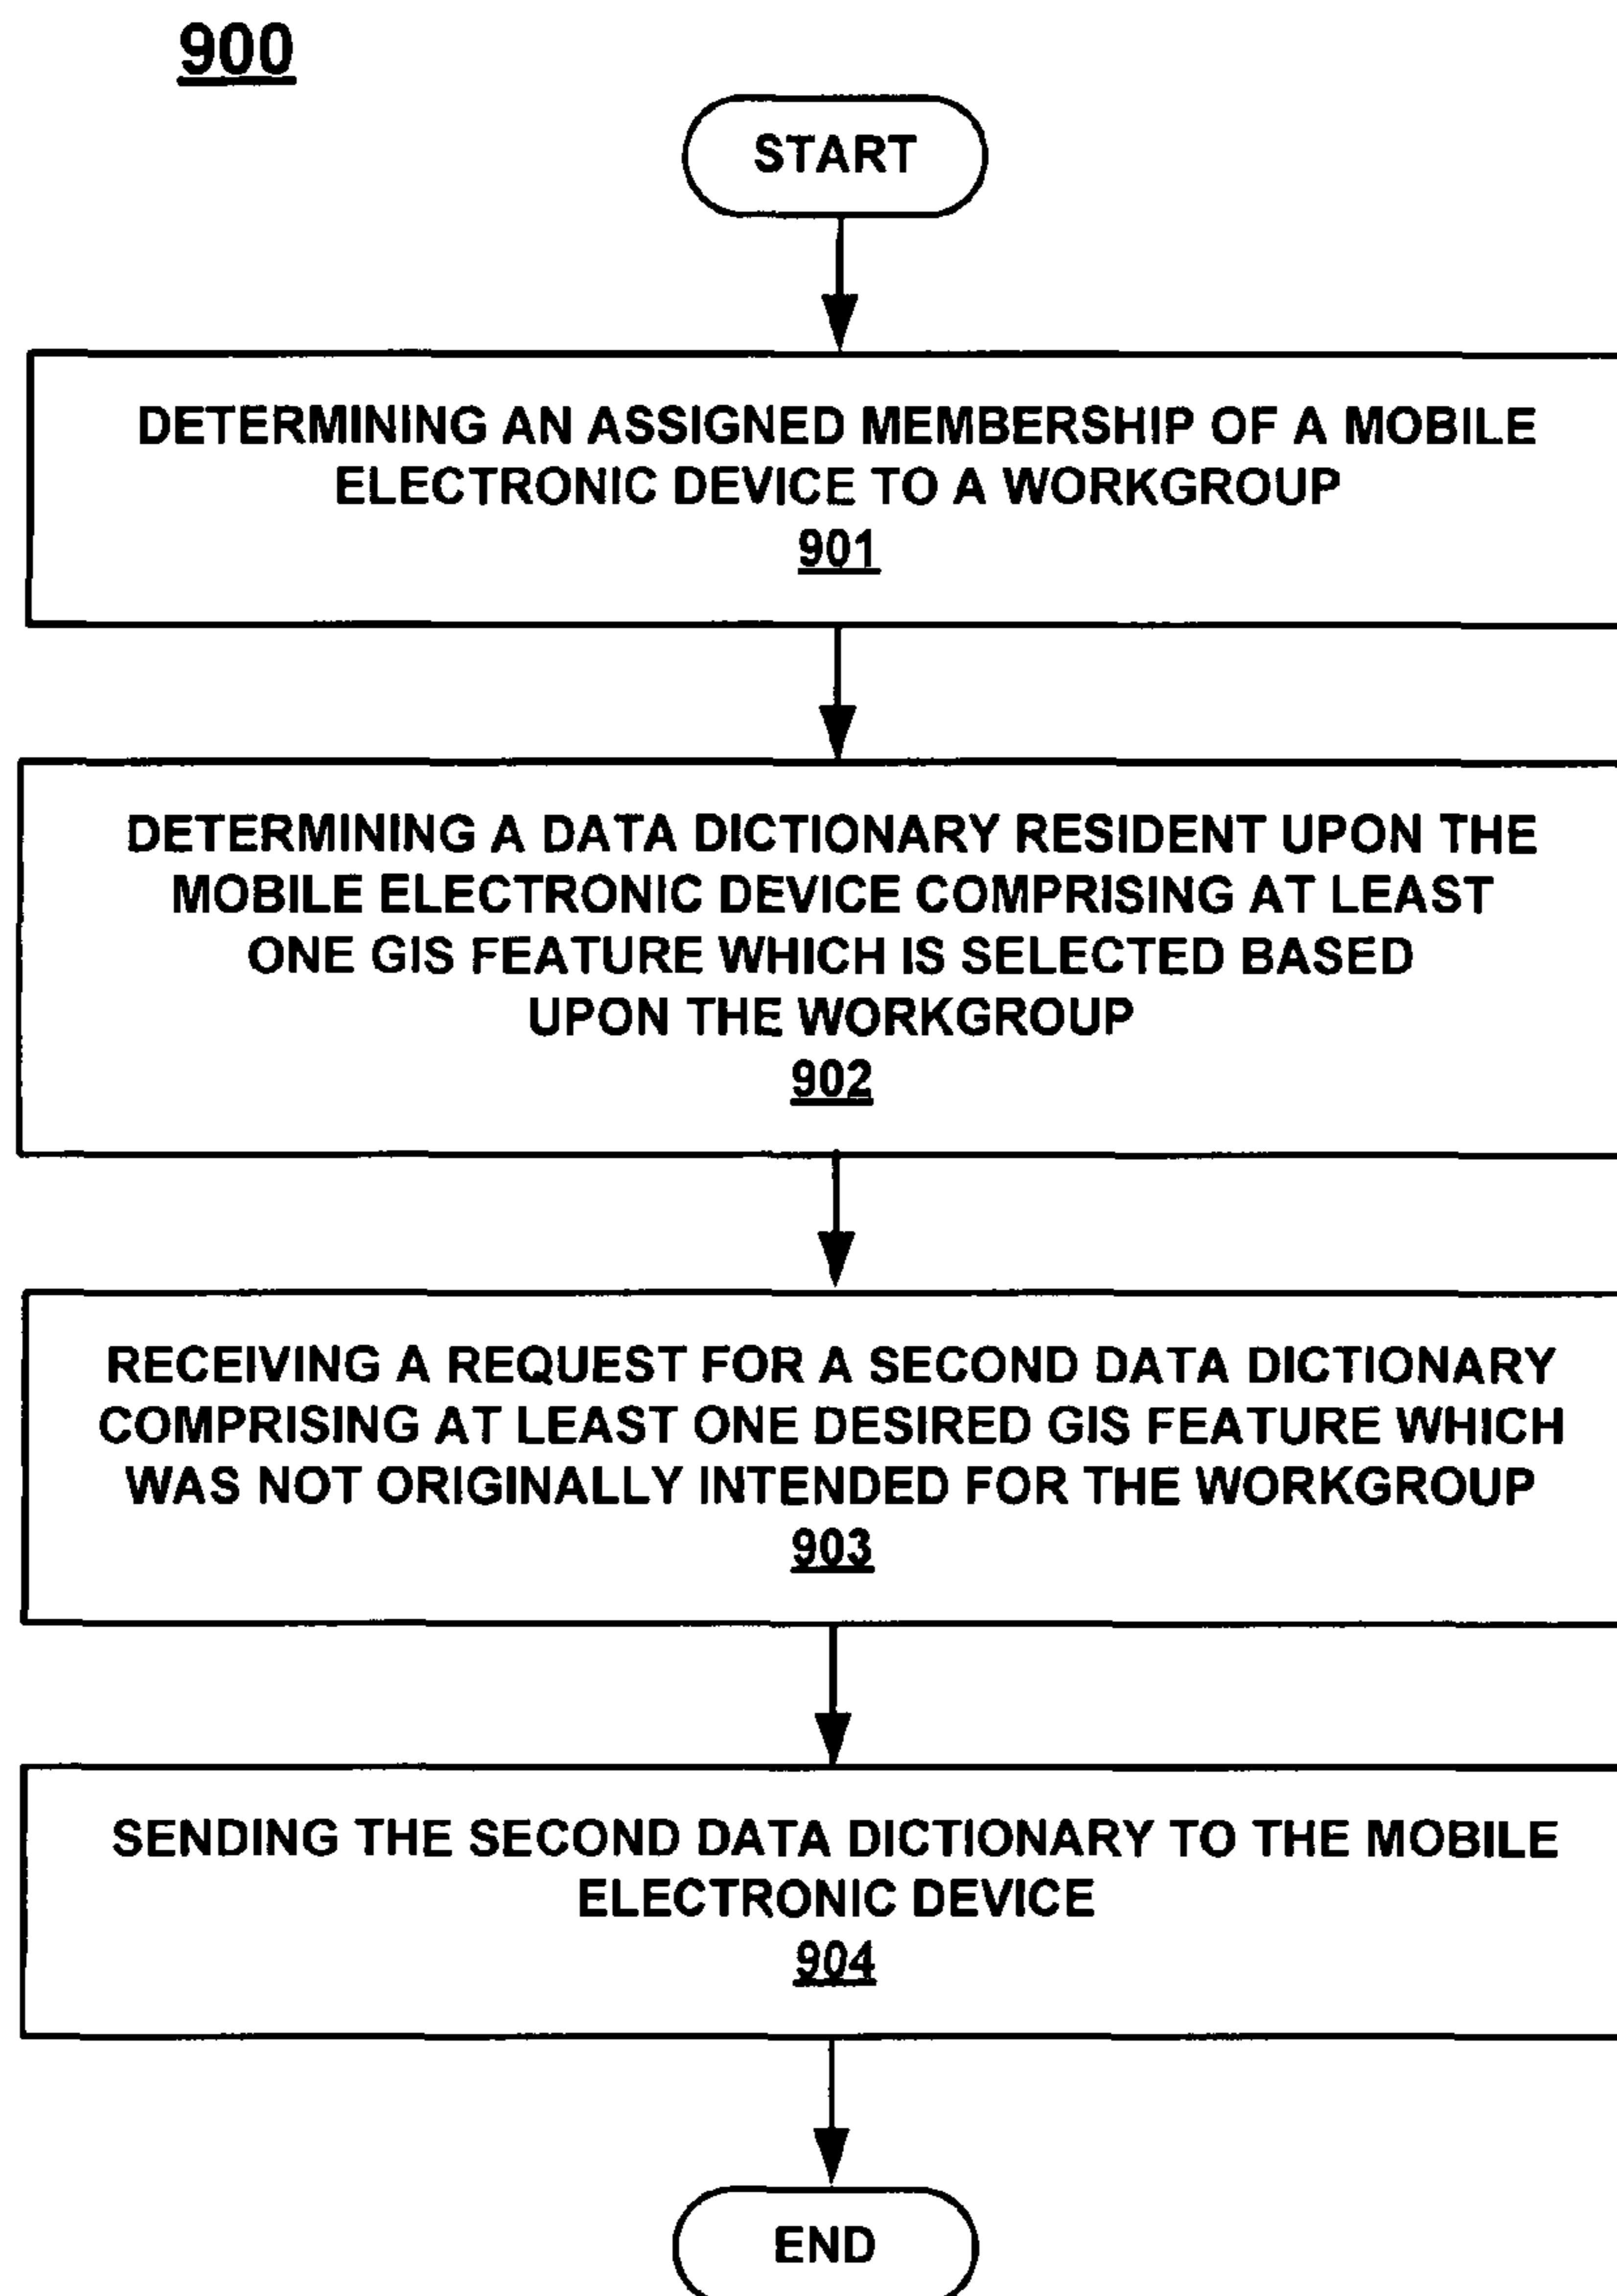 900
START
DETERMINING AN ASSIGNED MEMBERSHIP OF A MOBILE
ELECTRONIC DEVICE TO A WORKGROUP
901
DETERMINING A DATA DICTIONARY RESIDENT UPON THE
MOBILE ELECTRONIC DEVICE COMPRISING AT LEAST
ONE GIS FEATURE WHICH IS SELECTED BASED
UPON THE WORKGROUP
902
RECEIVING A REQUEST FOR A SECOND DATA DICTIONARY
COMPRISING AT LEAST ONE DESIRED GIS FEATURE WHICH
WAS NOT ORIGINALLY INTENDED FOR THE WORKGROUP
903
SENDING THE SECOND DATA DICTIONARY TO THE MOBILE
ELECTRONIC DEVICE
904
END